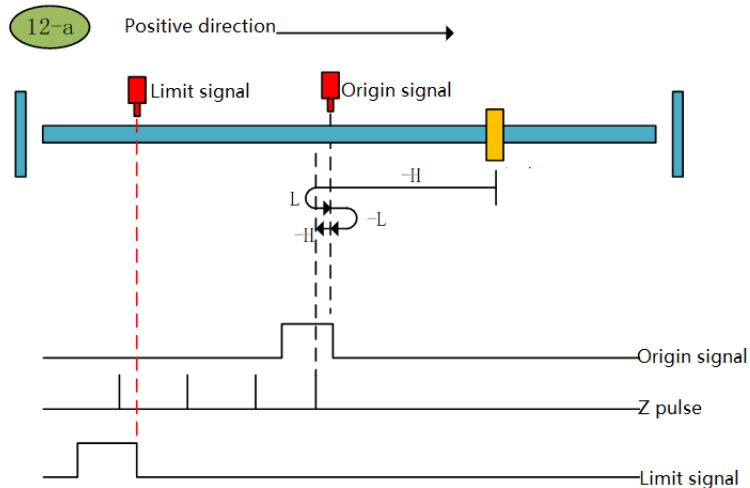 12-a
Positive direction
Limit signal
Origin signal
-H
L
-L
-H
Origin signal
Z pulse
Limit signal